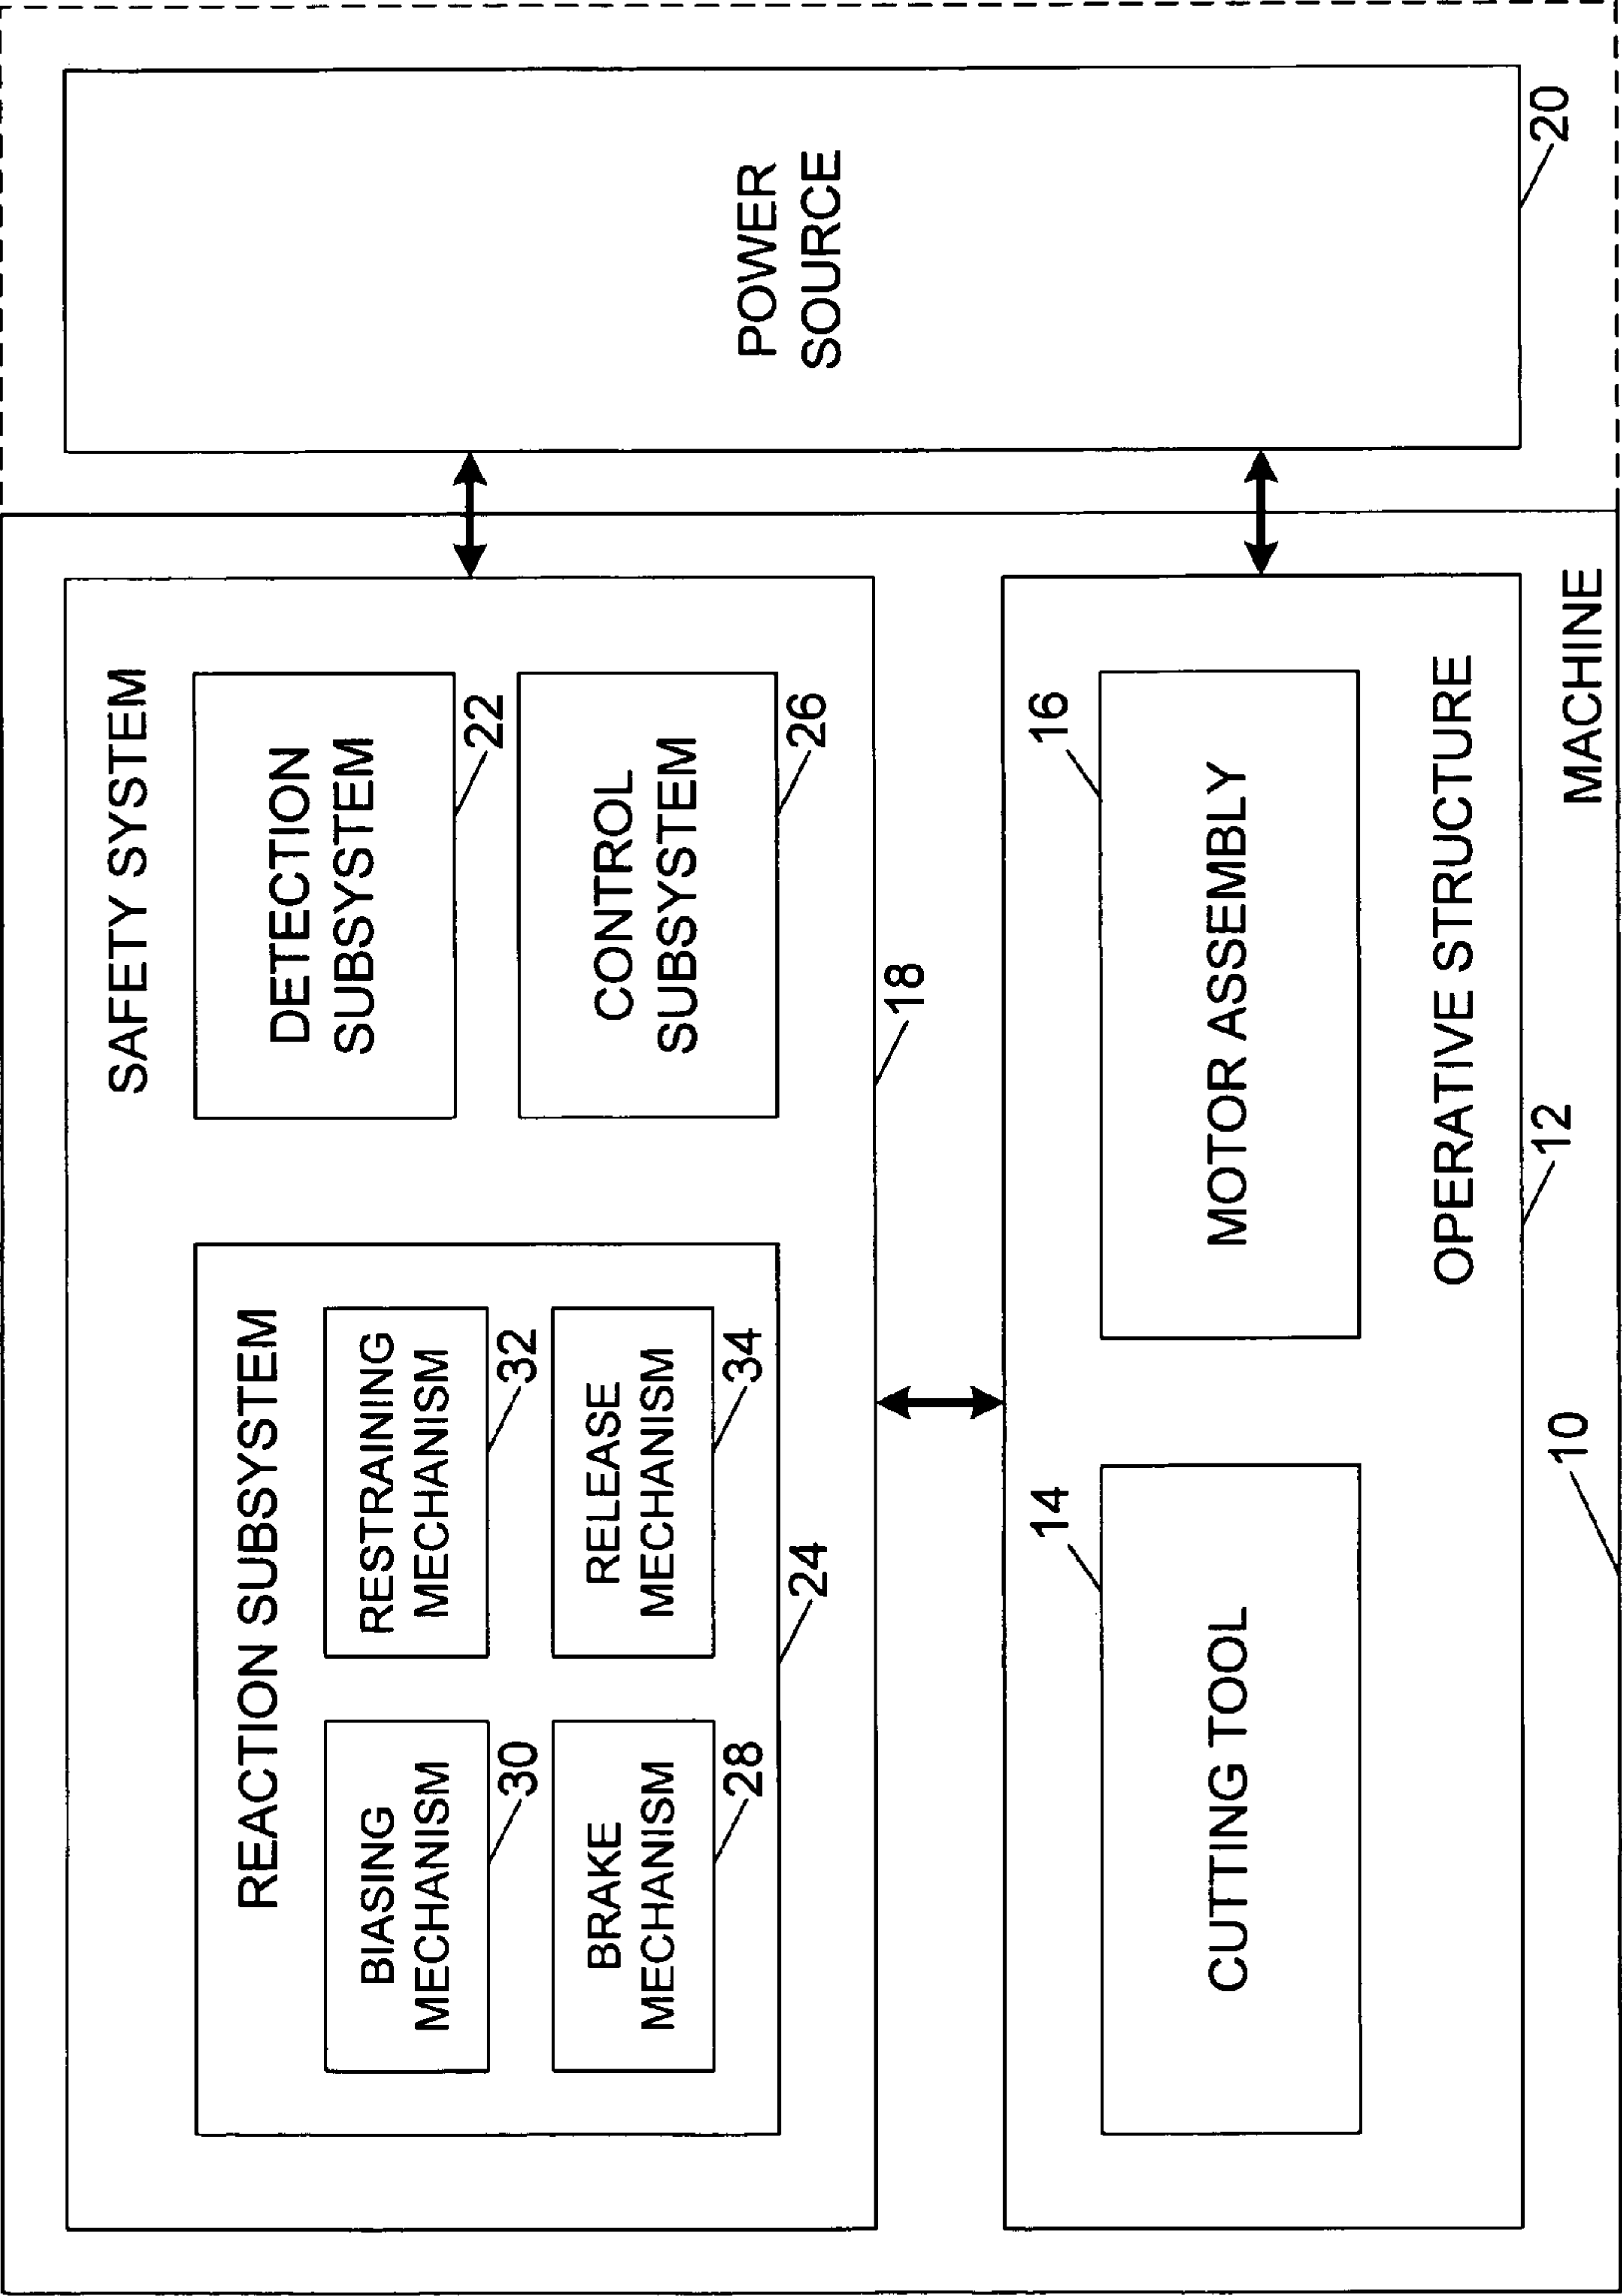 SAFETY SYSTEM
REACTION SUBSYSTEM
BIASING
MECHANISM
30
RESTRAINING
MECHANISM
32
BRAKE
MECHANISM
28
RELEASE
MECHANISM
34
24
DETECTION
SUBSYSTEM
22
CONTROL
SUBSYSTEM
26
18
POWER
SOURCE
20
14
CUTTING TOOL
16
MOTOR ASSEMBLY
OPERATIVE STRUCTURE
12
10
MACHINE